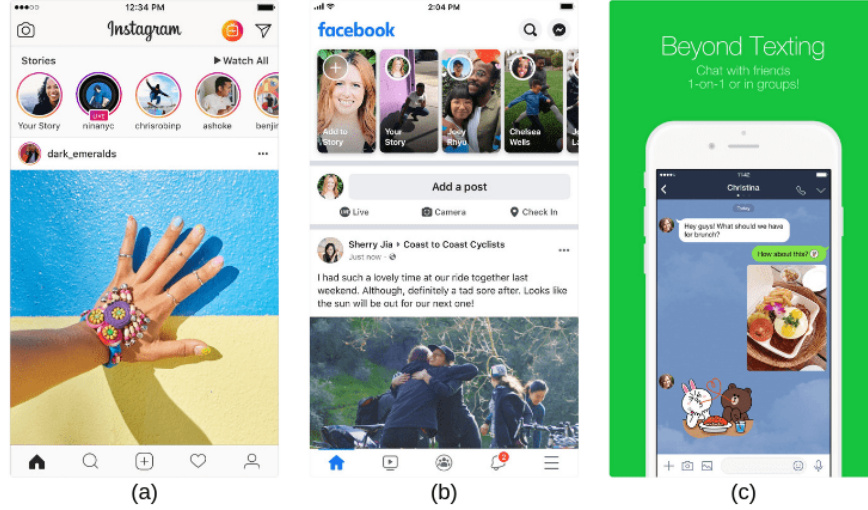 12:34 PM
Instagram
Stories
Watch All
Your Story
LIVE
ninanyc
chrisrobinp
ashoke
benjin
dark_emeralds
(a)
2:04 PM
facebook
Add to
Story
Your
Story
Joey
Rhyu
Chelsea
Wells
Add a post
Live
Camera
Check In
Sherry Jia
Coast to Coast Cyclists
Just now
I had such a lovely time at our ride together last
weekend. Although, definitely a tad sore after. Looks like
the sun will be out for our next one!
2
(b)
Beyond Texting
Chat with friends
1-on-1 or in groups!
11:42
Christina
Today
Hey guys! What should we have
for brunch?
How about this?
(c)